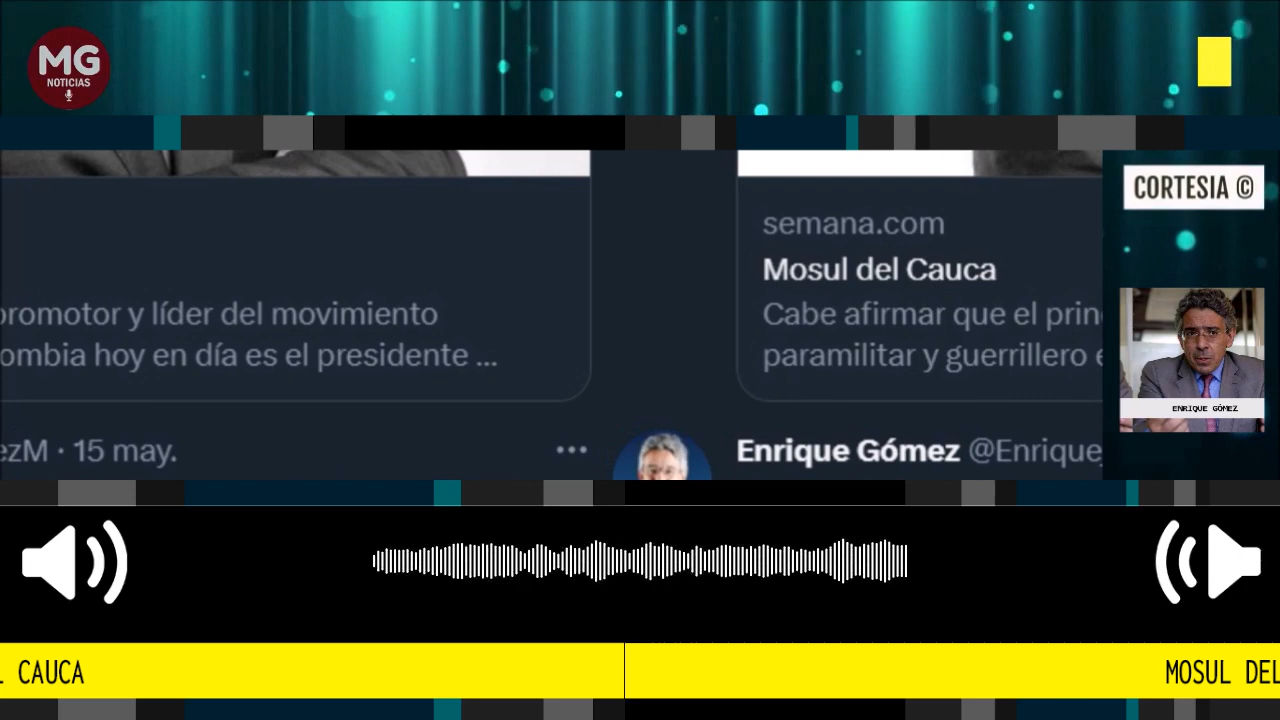 MG
NOTICIAS
CORTESIA ©
semana.com
Mosul del Cauca
promotor y líder del movimiento
Cabe afirmar que el prin
ombia hoy en día es el presidente ...
paramilitar y guerrillero e
ENRIQUE GÓMEZ
ezM · 15 may.
Enrique Gómez @Enrique
CAUCA
MOSUL DEL